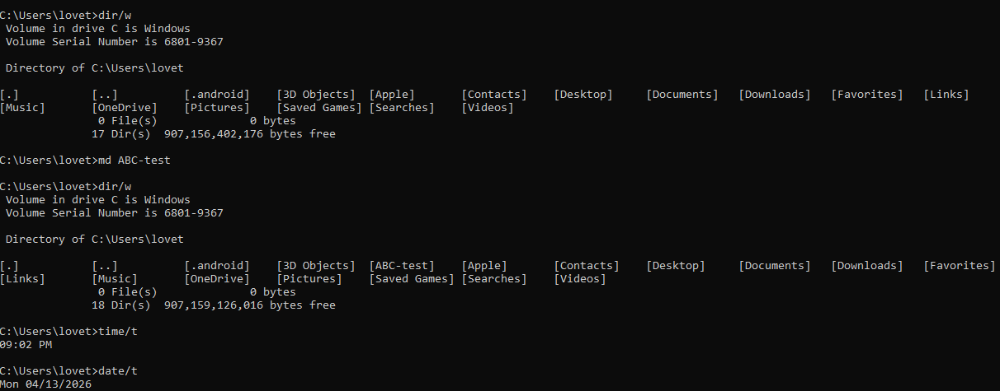 C:\Users\lovet>dir/w
 Volume in drive C is Windows
 Volume Serial Number is 6801-9367

 Directory of C:\Users\lovet

[.]           [..]          [.android]    [3D Objects]  [Apple]       [Contacts]    [Desktop]     [Documents]   [Downloads]   [Favorites]   [Links]
[Music]       [OneDrive]    [Pictures]    [Saved Games] [Searches]    [Videos]
               0 File(s)              0 bytes
              17 Dir(s)  907,156,402,176 bytes free

C:\Users\lovet>md ABC-test

C:\Users\lovet>dir/w
 Volume in drive C is Windows
 Volume Serial Number is 6801-9367

 Directory of C:\Users\lovet

[.]           [..]          [.android]    [3D Objects]  [ABC-test]    [Apple]       [Contacts]    [Desktop]     [Documents]   [Downloads]   [Favorites]
[Links]       [Music]       [OneDrive]    [Pictures]    [Saved Games] [Searches]    [Videos]
               0 File(s)              0 bytes
              18 Dir(s)  907,159,126,016 bytes free

C:\Users\lovet>time/t
09:02 PM

C:\Users\lovet>date/t
Mon 04/13/2026